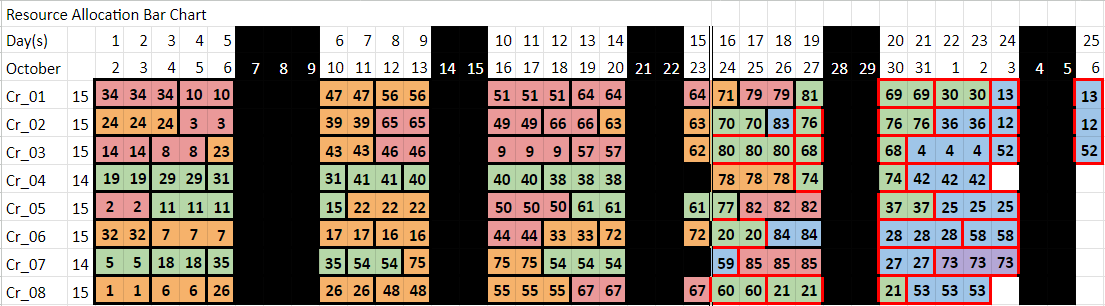 Resource Allocation Bar Chart
Day(s) 1 2 3 4 5 6 7 8 9 10 11 12 13 14 15 16 17 18 19 20 21 22 23 24 25
October 2 3 4 5 6 7 8 9 10 11 12 13 14 15 16 17 18 19 20 21 22 23 24 25 26 27 28 29 30 31 1 2 3 4 5 6
Cr_01 15 34 34 34 10 10 47 47 56 56 51 51 51 64 64 64 71 79 79 81 69 69 30 30 13 13
Cr_02 15 24 24 24 3 3 39 39 65 65 49 49 66 66 63 63 70 70 83 76 76 76 36 36 12 12
Cr_03 15 14 14 8 8 23 43 43 46 46 9 9 9 57 57 62 80 80 80 68 68 4 4 4 52 52
Cr_04 14 19 19 29 29 31 31 41 41 40 40 40 38 38 38 78 78 78 74 74 42 42 42
Cr_05 15 2 2 11 11 11 15 22 22 22 50 50 50 61 61 61 77 82 82 82 37 37 25 25 25
Cr_06 15 32 32 7 7 7 17 17 16 16 44 44 33 33 72 72 20 20 84 84 28 28 28 58 58
Cr_07 14 5 5 18 18 35 35 54 54 75 75 75 54 54 54 59 85 85 85 27 27 73 73 73
Cr_08 15 1 1 6 6 26 26 26 48 48 55 55 55 67 67 67 60 60 21 21 21 53 53 53